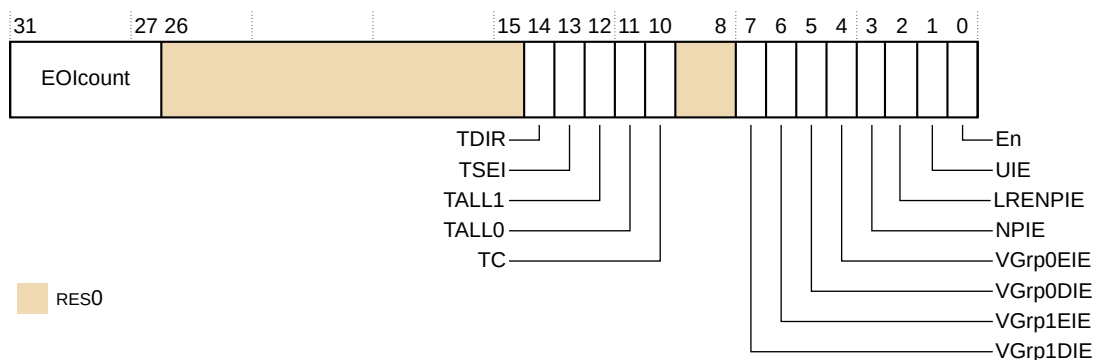 31 27 26 15 14 13 12 11 10 8 7 6 5 4 3 2 1 0
EOIcount
TDIR En
TSEI UIE
TALL1 LRENPIE
TALL0 NPIE
TC VGrp0EIE
VGrp0DIE
RES0
VGrp1EIE
VGrp1DIE